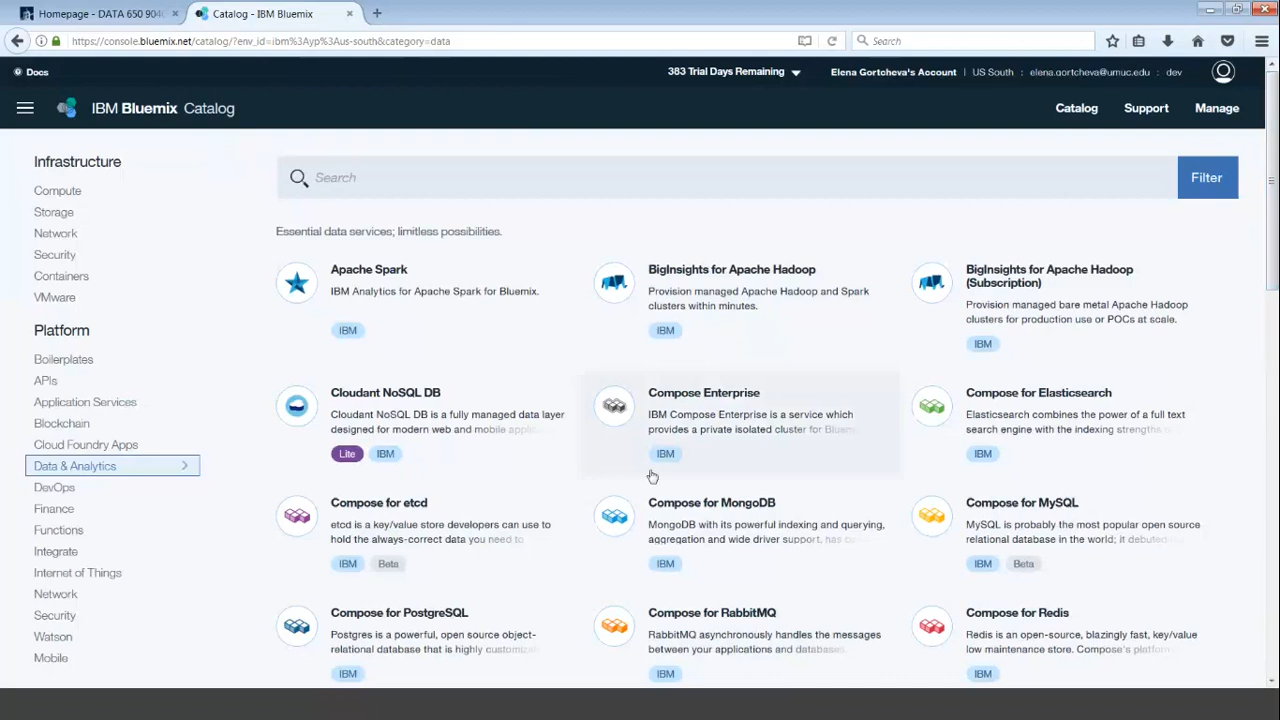 Homepage - DATA 650 904
Catalog - IBM Bluemix
https://console.bluemix.net/catalog/?env_id=ibm%3Ayp%3Aus-south&category=data
Search
Docs
383 Trial Days Remaining
Elena Gortcheva's Account | US South : elena.gortcheva@umuc.edu : dev
IBM Bluemix Catalog
Catalog
Support
Manage
Infrastructure
Compute
Storage
Network
Security
Containers
VMware
Platform
Boilerplates
APIs
Application Services
Blockchain
Cloud Foundry Apps
Data & Analytics
DevOps
Finance
Functions
Integrate
Internet of Things
Network
Security
Watson
Mobile
Search
Filter
Essential data services; limitless possibilities.
Apache Spark
IBM Analytics for Apache Spark for Bluemix.
IBM
BigInsights for Apache Hadoop
Provision managed Apache Hadoop and Spark
clusters within minutes.
IBM
BigInsights for Apache Hadoop
(Subscription)
Provision managed bare metal Apache Hadoop
clusters for production use or POCs at scale.
IBM
Cloudant NoSQL DB
Cloudant NoSQL DB is a fully managed data layer
designed for modern web and mobile
Lite
IBM
Compose Enterprise
IBM Compose Enterprise is a service which
provides a private isolated cluster for
IBM
Compose for Elasticsearch
Elasticsearch combines the power of a full text
search engine with the indexing strengths
IBM
Compose for etcd
etcd is a key/value store developers can use to
hold the always-correct data you need to
IBM
Beta
Compose for MongoDB
MongoDB with its powerful indexing and querying,
aggregation and wide driver support, has
IBM
Compose for MySQL
MySQL is probably the most popular open source
relational database in the world; it debuted
IBM
Beta
Compose for PostgreSQL
Postgres is a powerful, open source object-
relational database that is highly
IBM
Compose for RabbitMQ
RabbitMQ asynchronously handles the messages
between your applications and databases.
IBM
Compose for Redis
Redis is an open-source, blazingly fast, key/value
low maintenance store. Compose's platform
IBM